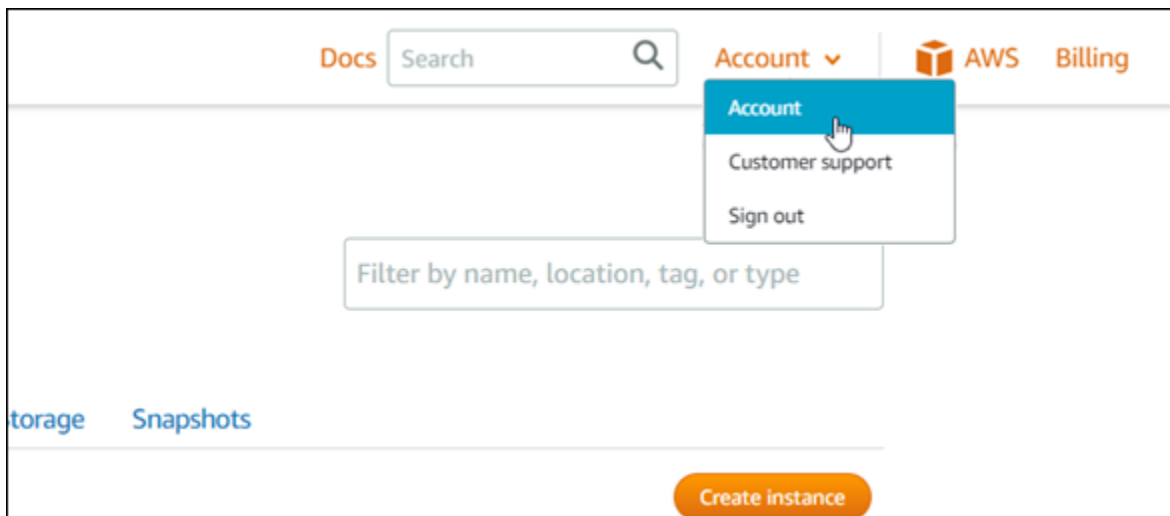 Docs Search Account AWS Billing
Account
Customer support
Sign out
Filter by name, location, tag, or type
torage Snapshots
Create instance